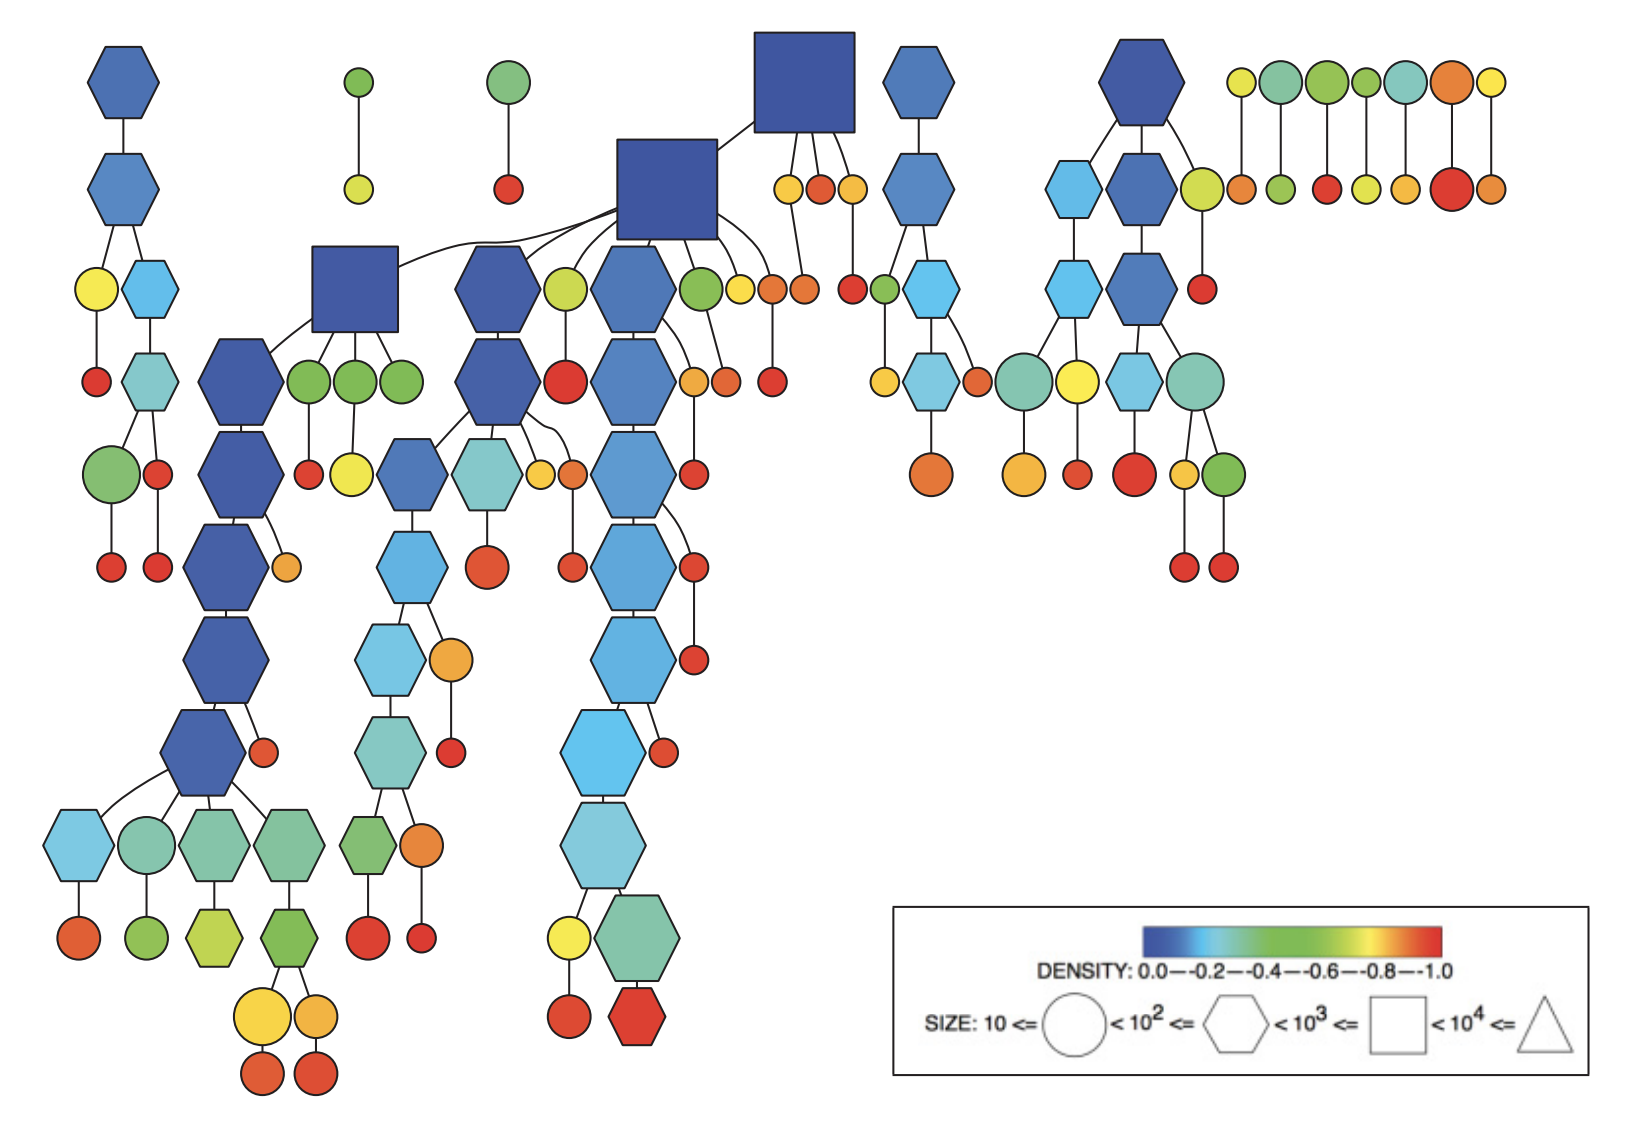 DENSITY: 0.0—-0.2—-0.4—-0.6—-0.8—-1.0
SIZE: 10 <= < 10² <= < 10³ <= < 10⁴ <=